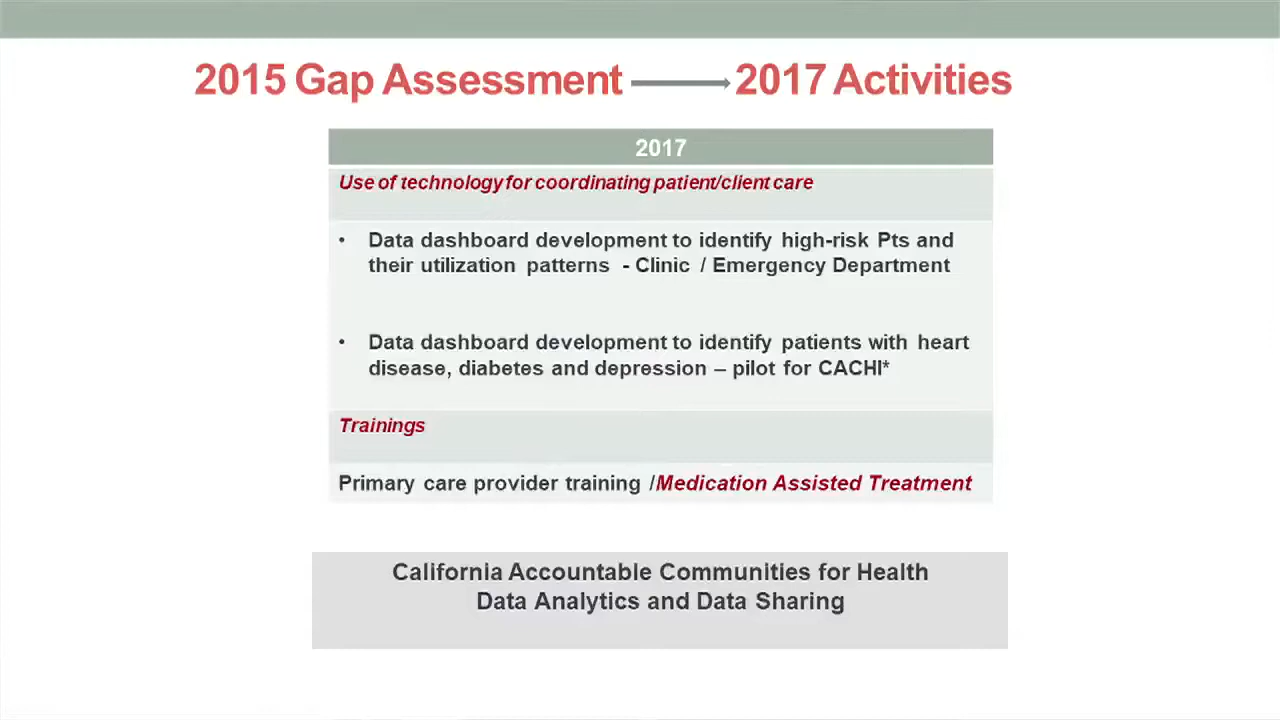 2015 Gap Assessment 2017 Activities
2017
Use of technology for coordinating patient/client care
• Data dashboard development to identify high-risk Pts and
their utilization patterns - Clinic / Emergency Department
• Data dashboard development to identify patients with heart
disease, diabetes and depression – pilot for CACHI*
Trainings
Primary care provider training /Medication Assisted Treatment
California Accountable Communities for Health
Data Analytics and Data Sharing